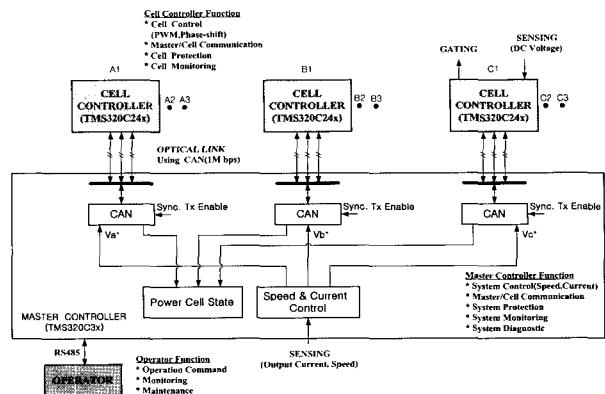 Cell Controller Function
* Cell Control
(PWM,Phase-shift)
* Master/Cell Communication
* Cell Protection
* Cell Monitoring
GATING
SENSING
(DC Voltage)
A1
B1
C1
CELL
CONTROLLER
(TMS320C24x)
A2 A3
CELL
CONTROLLER
(TMS320C24x)
B2 B3
CELL
CONTROLLER
(TMS320C24x)
C2 C3
OPTICAL LINK
Using CAN(1M bps)
CAN
Sync. Tx Enable
CAN
Sync. Tx Enable
CAN
Sync. Tx Enable
Va*
Vb*
Vc*
Power Cell State
Speed & Current
Control
Master Controller Function
* System Control(Speed,Current)
* Master/Cell Communication
* System Protection
* System Monitoring
* System Diagnostic
MASTER CONTROLLER
(TMS320C3x)
RS485
SENSING
(Output Current, Speed)
OPERATOR
Operator Function
* Operation Command
* Monitoring
* Maintenance